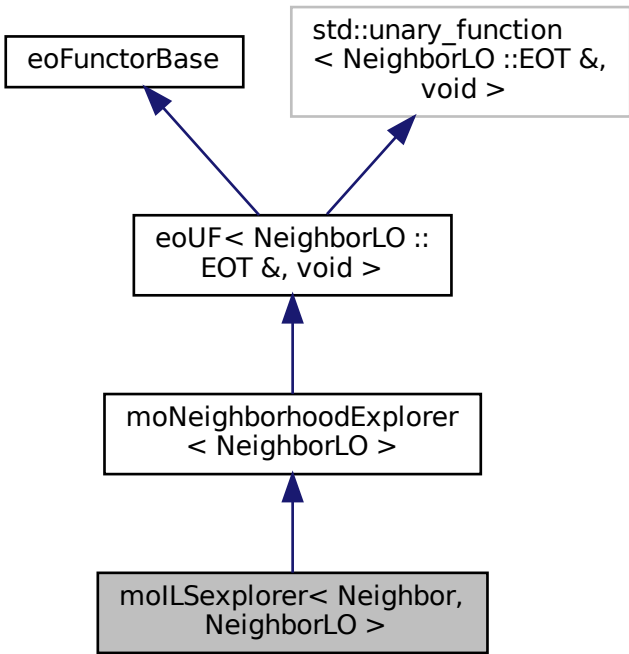 eoFunctorBase
std::unary_function
< NeighborLO ::EOT &,
void >
eoUF< NeighborLO ::
EOT &, void >
moNeighborhoodExplorer
< NeighborLO >
moILSexplorer< Neighbor,
NeighborLO >